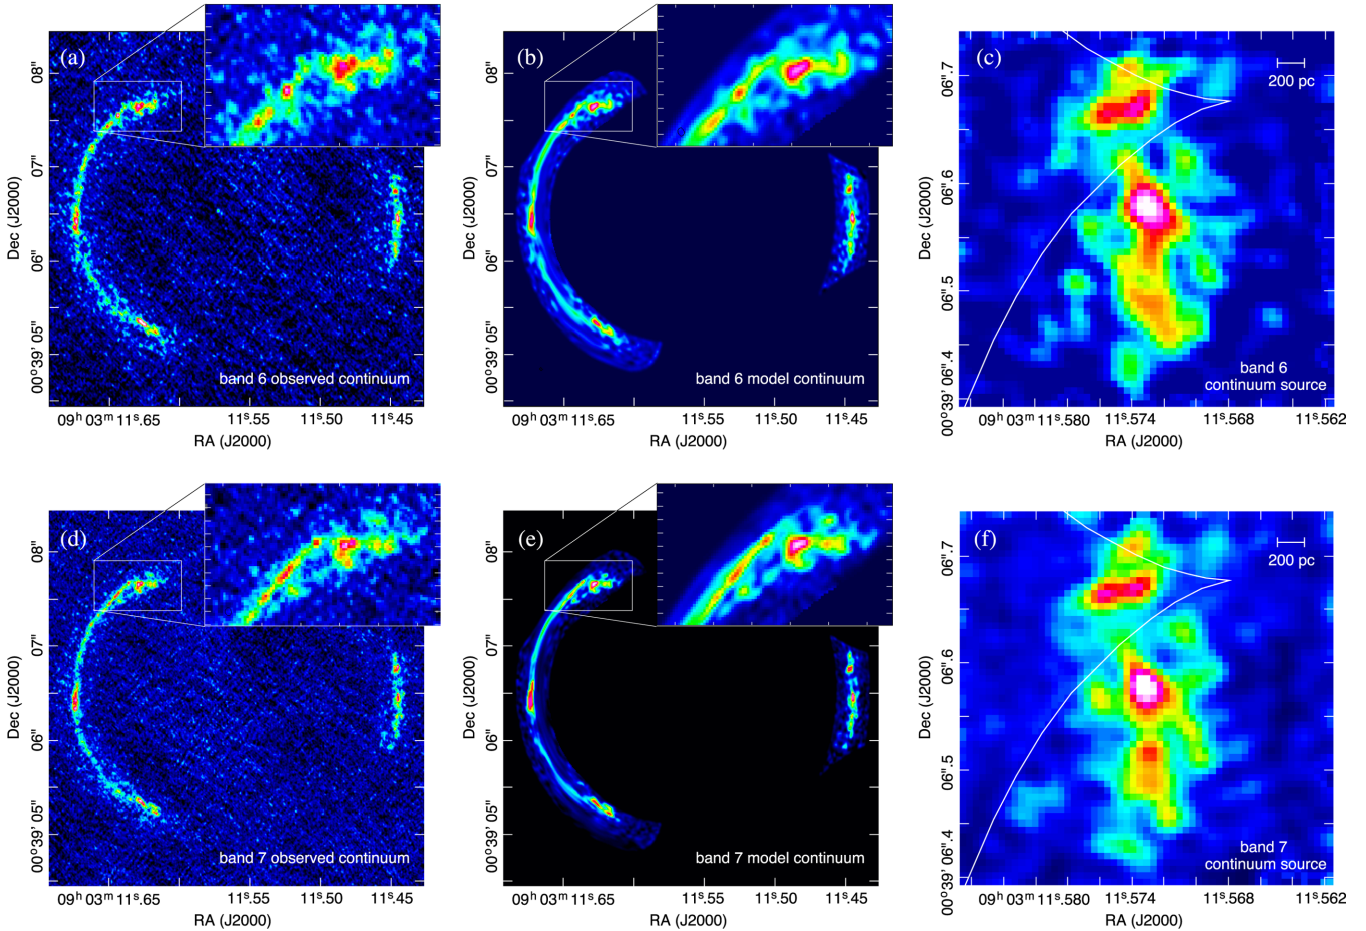 (a)
08"
07"
06"
00°39' 05"
Dec (J2000)
band 6 observed continuum
09ʰ 03ᵐ 11ˢ.65
11ˢ.55
11ˢ.50
11ˢ.45
RA (J2000)
(b)
08"
07"
06"
00°39' 05"
Dec (J2000)
band 6 model continuum
09ʰ 03ᵐ 11ˢ.65
11ˢ.55
11ˢ.50
11ˢ.45
RA (J2000)
(c)
200 pc
06".7
06".6
06".5
00°39' 06".4
Dec (J2000)
band 6
continuum source
09ʰ 03ᵐ 11ˢ.580
11ˢ.574
11ˢ.568
11ˢ.562
RA (J2000)
(d)
08"
07"
06"
00°39' 05"
Dec (J2000)
band 7 observed continuum
09ʰ 03ᵐ 11ˢ.65
11ˢ.55
11ˢ.50
11ˢ.45
RA (J2000)
(e)
08"
07"
06"
00°39' 05"
Dec (J2000)
band 7 model continuum
09ʰ 03ᵐ 11ˢ.65
11ˢ.55
11ˢ.50
11ˢ.45
RA (J2000)
(f)
200 pc
06".7
06".6
06".5
00°39' 06".4
Dec (J2000)
band 7
continuum source
09ʰ 03ᵐ 11ˢ.580
11ˢ.574
11ˢ.568
11ˢ.562
RA (J2000)